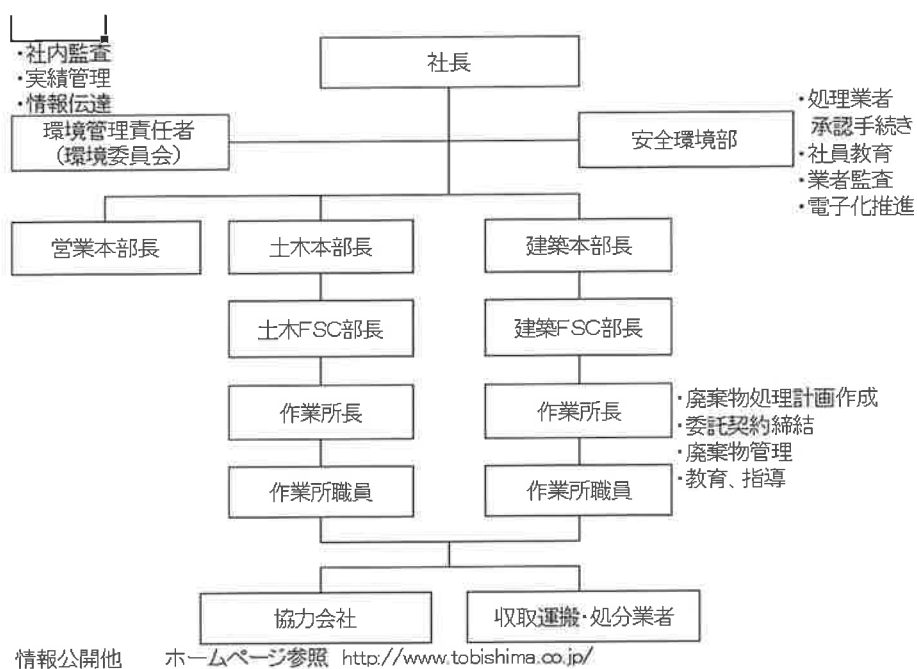 ・社内監査
・実績管理
・情報伝達
社長
環境管理責任者
（環境委員会）
安全環境部
・処理業者
承認手続き
・社員教育
・業者監査
・電子化推進
営業本部長
土木本部長
建築本部長
土木FSC部長
建築FSC部長
作業所長
作業所長
・廃棄物処理計画作成
・委託契約締結
・廃棄物管理
・教育、指導
作業所職員
作業所職員
協力会社
収取運搬・処分業者
情報公開他 ホームページ参照 http://www.tobishima.co.jp/